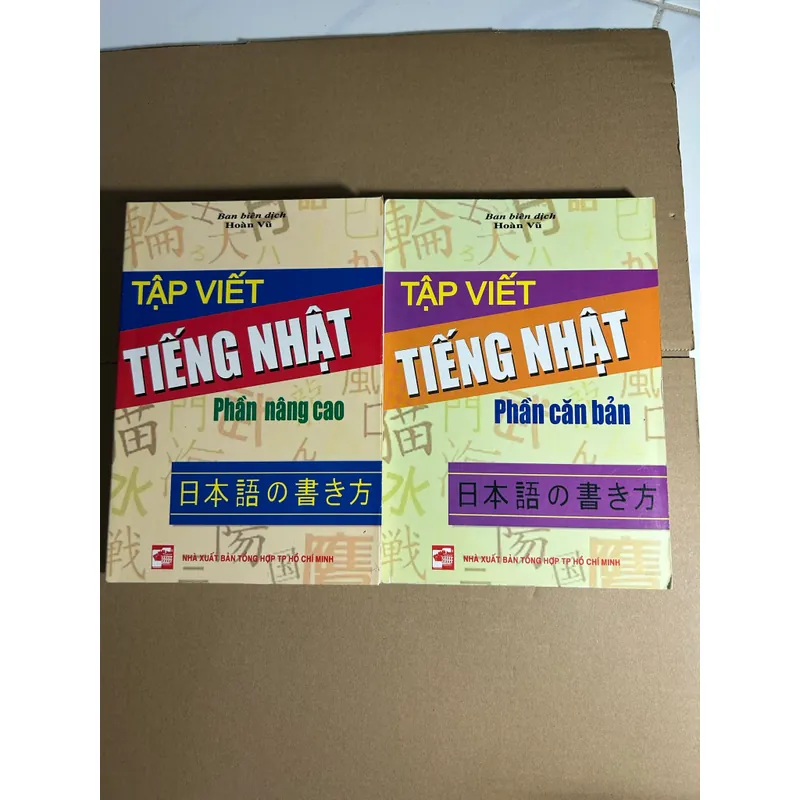 Ban biên dịch
Hoàn Vũ
TẬP VIẾT
TIẾNG NHẬT
Phần nâng cao
日本語の書き方
NHÀ XUẤT BẢN TỔNG HỢP TP HỒ CHÍ MINH
Ban biên dịch
Hoàn Vũ
TẬP VIẾT
TIẾNG NHẬT
Phần căn bản
日本語の書き方
NHÀ XUẤT BẢN TỔNG HỢP TP HỒ CHÍ MINH